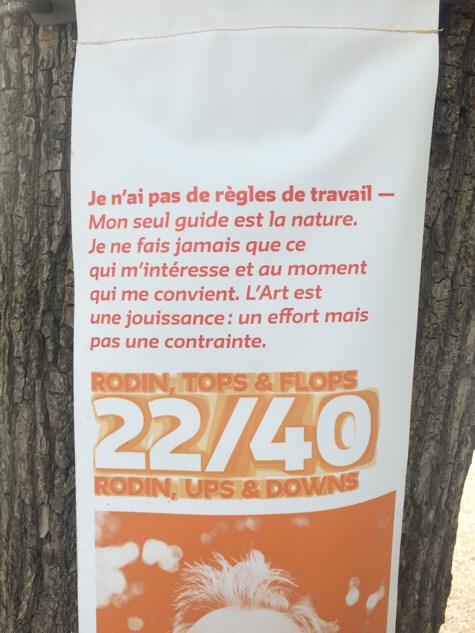 Je n'ai pas de règles de travail —
Mon seul guide est la nature.
Je ne fais jamais que ce
qui m'intéresse et au moment
qui me convient. L'Art est
une jouissance : un effort mais
pas une contrainte.
RODIN, TOPS & FLOPS
22/40
RODIN, UPS & DOWNS